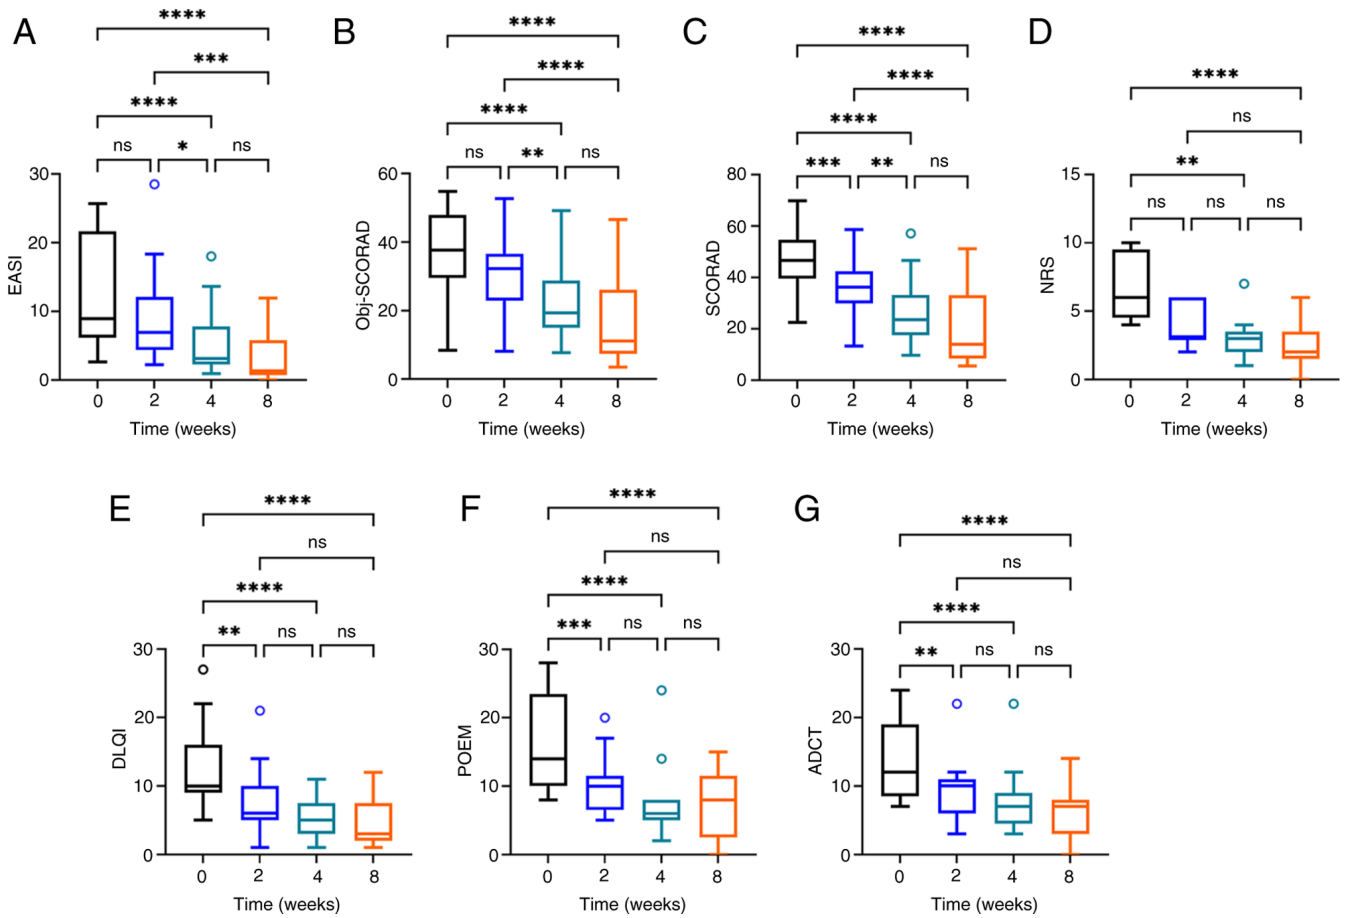 A
****
***
****
ns * ns
EASI
30
20
10
0
0 2 4 8
Time (weeks)
B
****
****
****
ns ** ns
Obj-SCORAD
60
40
20
0
0 2 4 8
Time (weeks)
C
****
****
****
*** ** ns
SCORAD
80
60
40
20
0
0 2 4 8
Time (weeks)
D
****
ns
**
ns ns ns
NRS
15
10
5
0
0 2 4 8
Time (weeks)
E
****
ns
****
** ns ns
DLQI
30
20
10
0
0 2 4 8
Time (weeks)
F
****
ns
****
*** ns ns
POEM
30
20
10
0
0 2 4 8
Time (weeks)
G
****
ns
****
** ns ns
ADCT
30
20
10
0
0 2 4 8
Time (weeks)